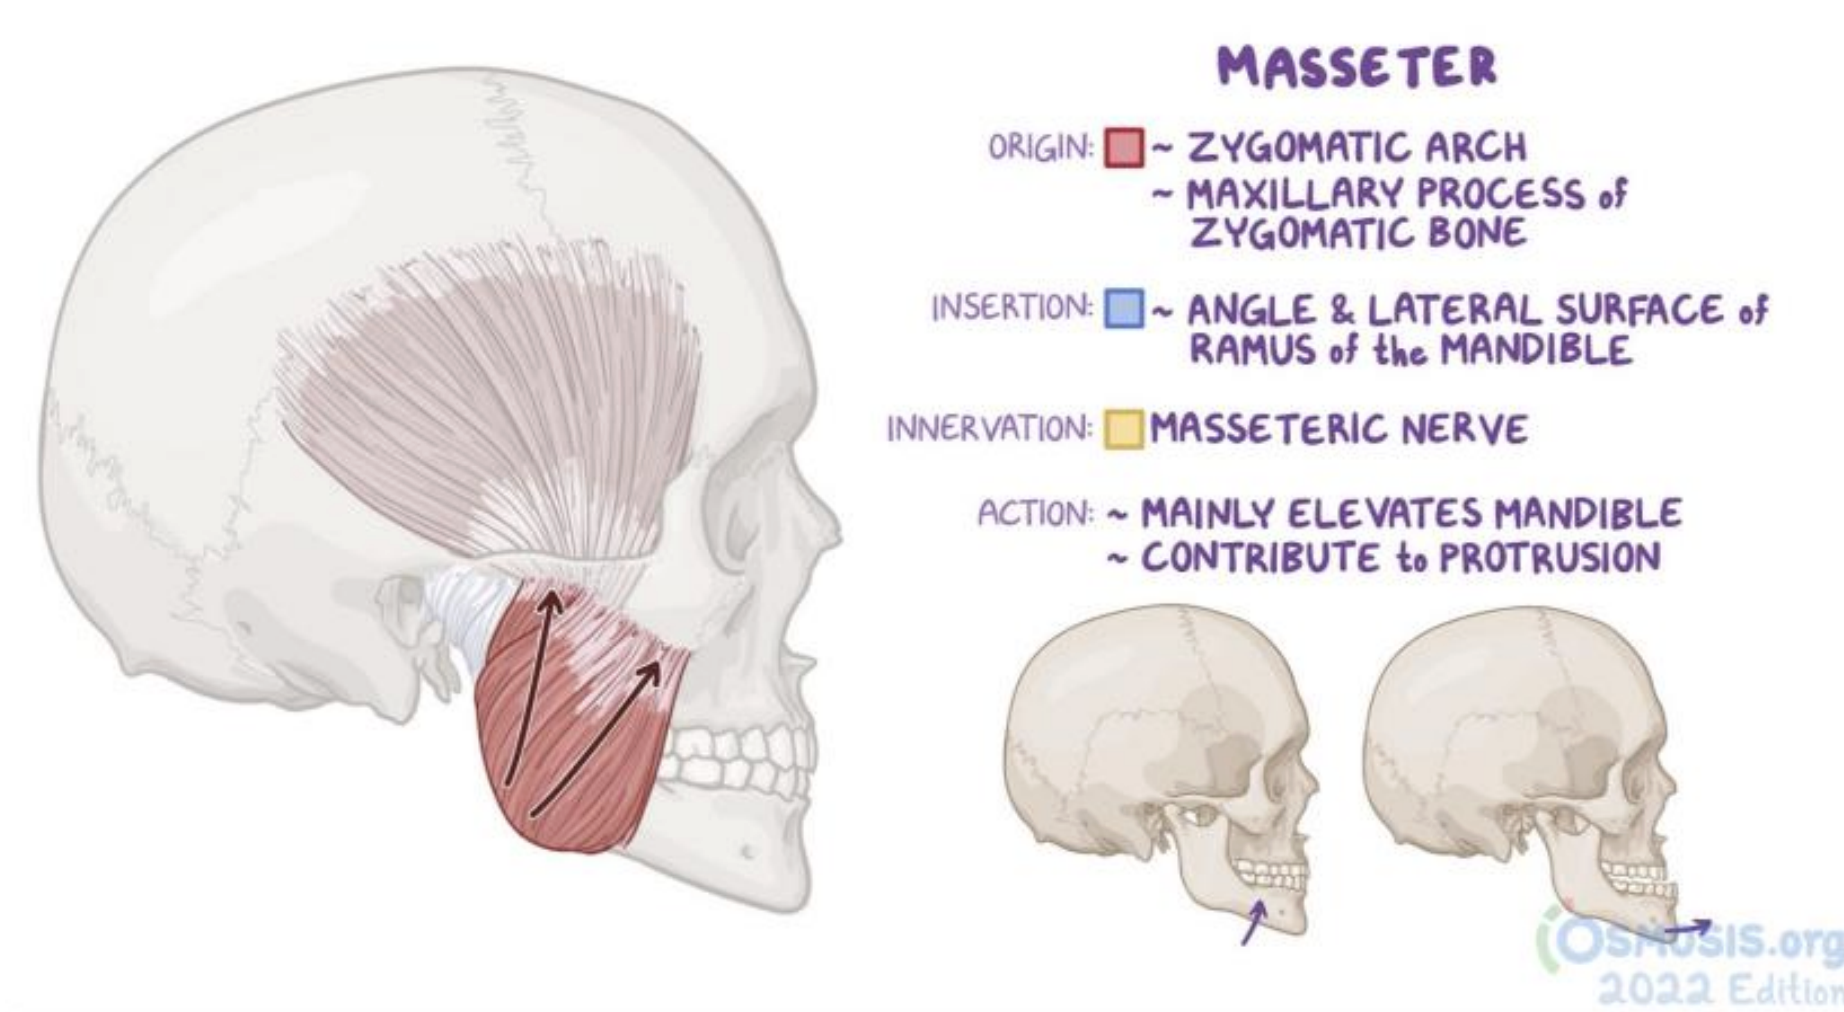 MASSETER
ORIGIN: ~ ZYGOMATIC ARCH
~ MAXILLARY PROCESS of
ZYGOMATIC BONE
INSERTION: ~ ANGLE & LATERAL SURFACE of
RAMUS of the MANDIBLE
INNERVATION: MASSETERIC NERVE
ACTION: ~ MAINLY ELEVATES MANDIBLE
~ CONTRIBUTE to PROTRUSION
OSMOSIS.org
2022 Edition